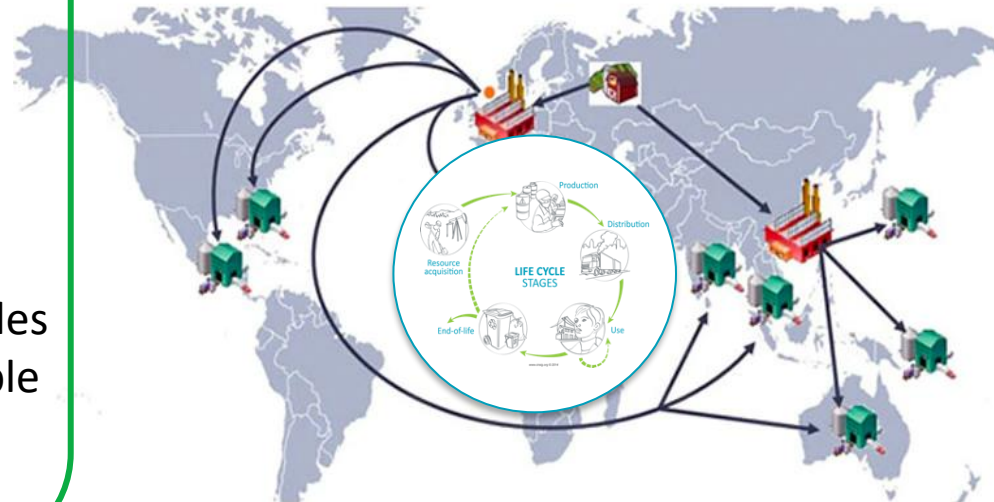 les
ple
Production
Distribution
Resource
acquisition
LIFE CYCLE
STAGES
End-of-life
Use